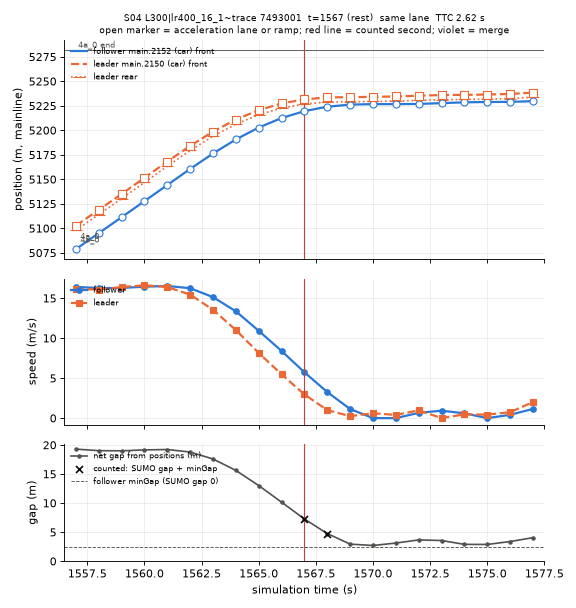 S04 L300|lr400_16_1~trace 7493001  t=1567 (rest)  same lane  TTC 2.62 s
open marker = acceleration lane or ramp; red line = counted second; violet = merge
4a_0 end
follower main.2152 (car) front
leader main.2150 (car) front
leader rear
position (m, mainline)
5275
5250
5225
5200
5175
5150
5125
5100
5075
follower
leader
speed (m/s)
15
10
5
0
net gap from positions (m)
counted: SUMO gap + minGap
follower minGap (SUMO gap 0)
gap (m)
20
15
10
5
0
1557.5
1560.0
1562.5
1565.0
1567.5
1570.0
1572.5
1575.0
1577.5
simulation time (s)